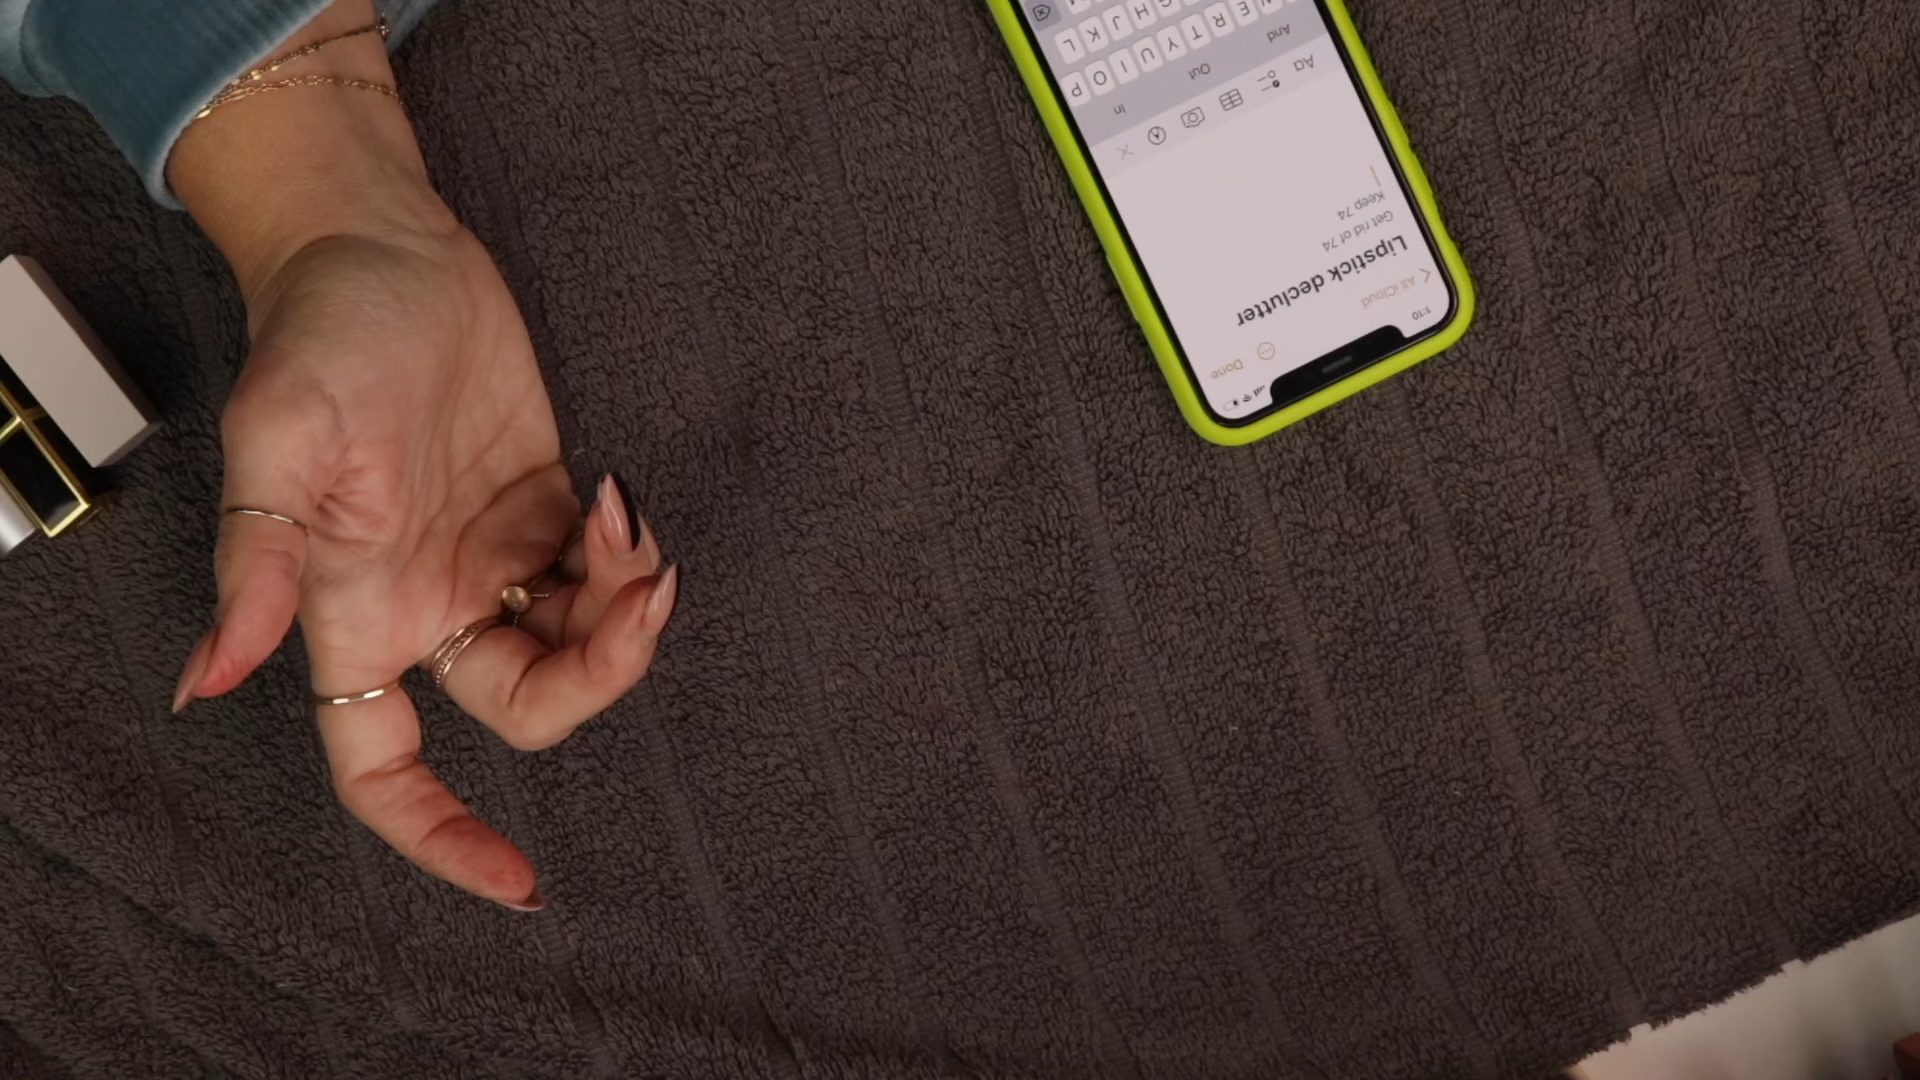 1:10
All iCloud
Done
Lipstick declutter
Get rid of 74
Keep 74
Aa
And
Out
In
W E R T Y U I O P
G H J K L